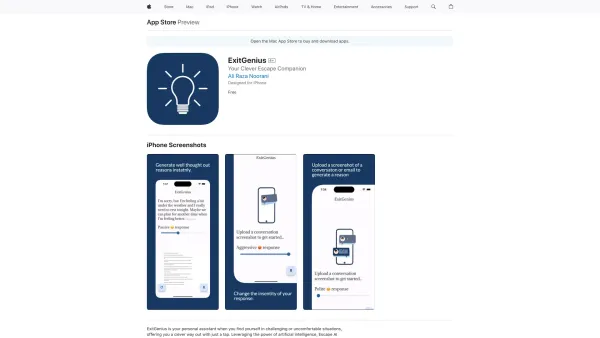 Store Mac iPad iPhone Watch AirPods TV & Home Entertainment Accessories Support
App Store Preview
Open the Mac App Store to buy and download apps.
ExitGenius 4+
Your Clever Escape Companion
Ali Raza Noorani
Designed for iPhone
Free
iPhone Screenshots
Generate well thought out
reasons instantly.
ExitGenius
I'm sorry, but I'm feeling a bit
under the weather and I really
need to rest tonight. Maybe we
can plan for another time when
I'm feeling better.
response
ExitGenius
Upload a conversation
screenshot to get started...
Aggressive 😡 response
Change the insanity of your
response.
Upload a screenshot of a
conversation or email to
generate a reason
ExitGenius
Upload a conversation
screenshot to get started...
Polite 😊 response
ExitGenius is your personal assistant when you find yourself in challenging or uncomfortable situations,
offering you a clever way out with just a tap. Leveraging the power of artificial intelligence, Escape AI